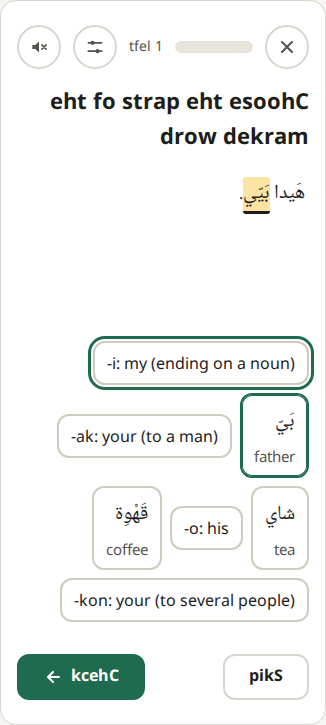 tfel 1
eht fo strap eht esoohC
drow dekram
هَيدا بَيّي.
-i: my (ending on a noun)
بَيّ
father
-ak: your (to a man)
شاي
tea
-o: his
قَهْوِة
coffee
-kon: your (to several people)
pikS
kcehC